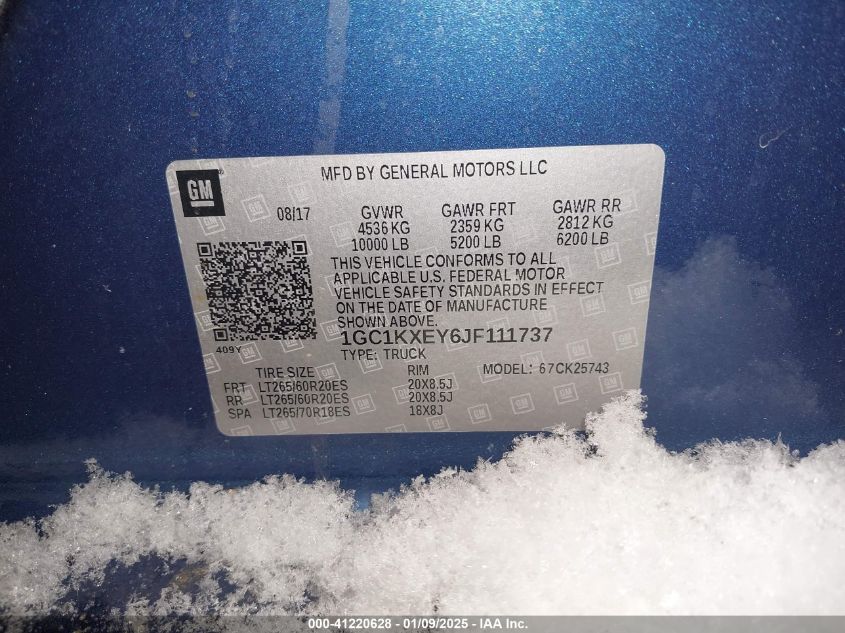 MFD BY GENERAL MOTORS LLC
GM
08/17 GVWR GAWR FRT GAWR RR
4536 KG 2359 KG 2812 KG
10000 LB 5200 LB 6200 LB
THIS VEHICLE CONFORMS TO ALL
APPLICABLE U.S. FEDERAL MOTOR
VEHICLE SAFETY STANDARDS IN EFFECT
ON THE DATE OF MANUFACTURE
SHOWN ABOVE.
1GC1KXEY6JF111737
409Y
TYPE: TRUCK
TIRE SIZE RIM MODEL: 67CK25743
FRT LT265/60R20ES 20X8.5J
RR LT265/60R20ES 20X8.5J
SPA LT265/70R18ES 18X8J
000-41220628 - 01/09/2025 - IAA Inc.